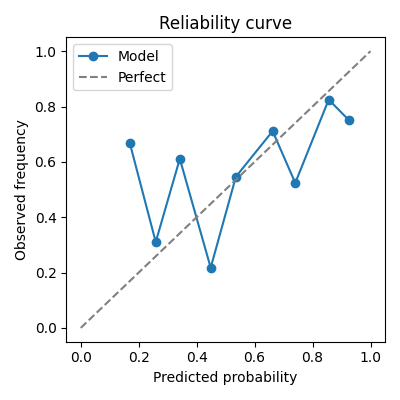 Reliability curve
Model
Perfect
Observed frequency
1.0
0.8
0.6
0.4
0.2
0.0
0.0 0.2 0.4 0.6 0.8 1.0
Predicted probability